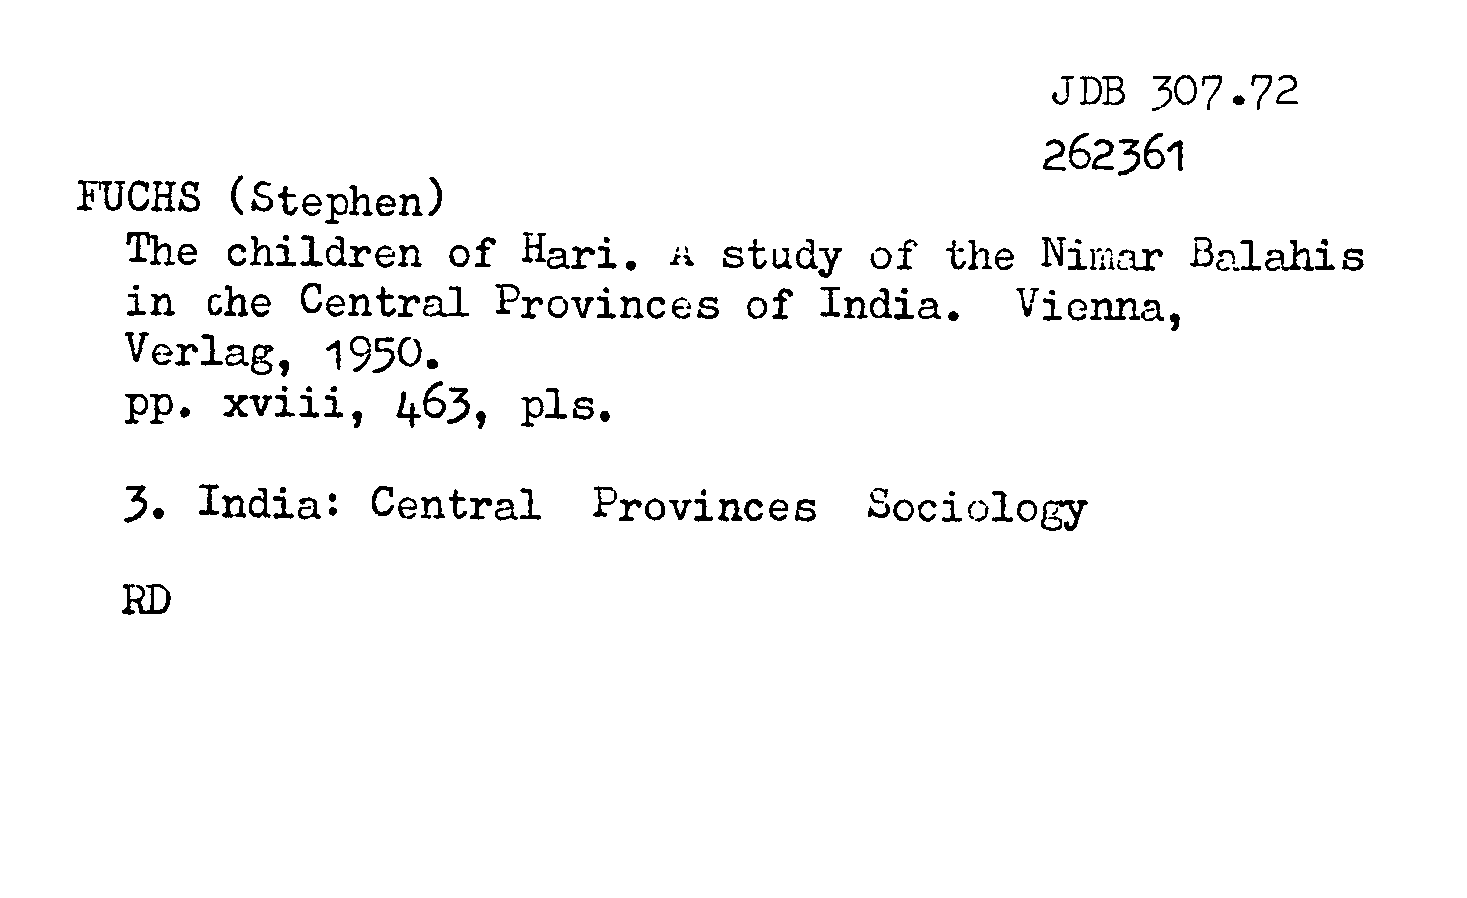 JDB 307.72
262361
FUCHS (Stephen)
The children of Hari. A study of the Nimar Balahis
in the Central Provinces of India. Vienna,
Verlag, 1950.
pp. xviii, 463, pls.
3. India: Central Provinces Sociology
RD